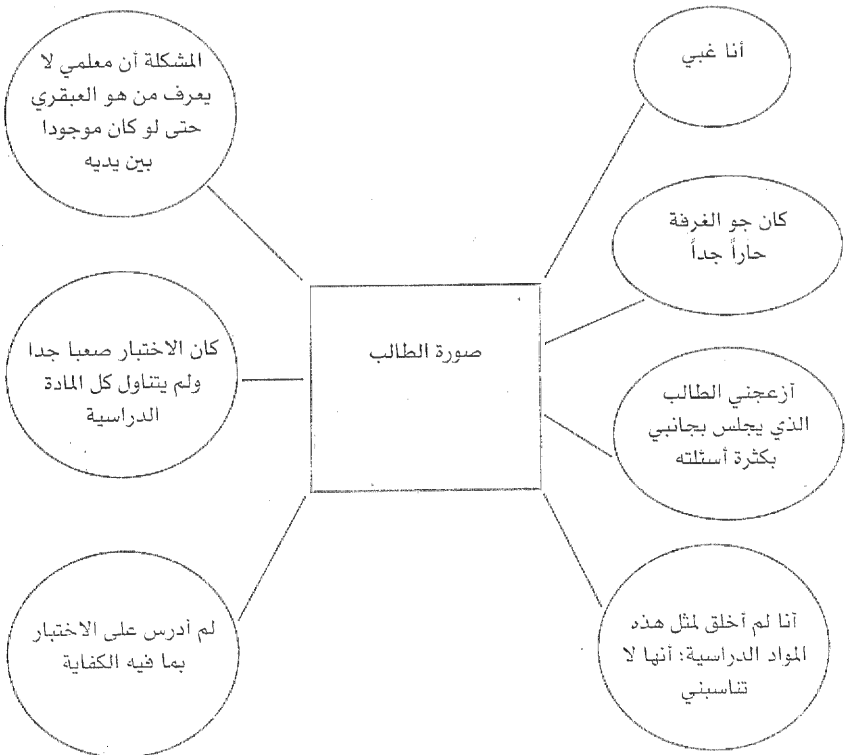 أنا غبي
كان جو الغرفة
حاراً جداً
أزعجني الطالب
الذي يجلس بجانبي
بكثرة أسئلته
أنا لم أخلق لمثل هذه
المواد الدراسية؛ أنها لا
تناسبني
صورة الطالب
المشكلة أن معلمي لا
يعرف من هو العبقري
حتى لو كان موجودا
بين يديه
كان الاختبار صعبا جدا
ولم يتناول كل المادة
الدراسية
لم أدرس على الاختبار
بما فيه الكفاية